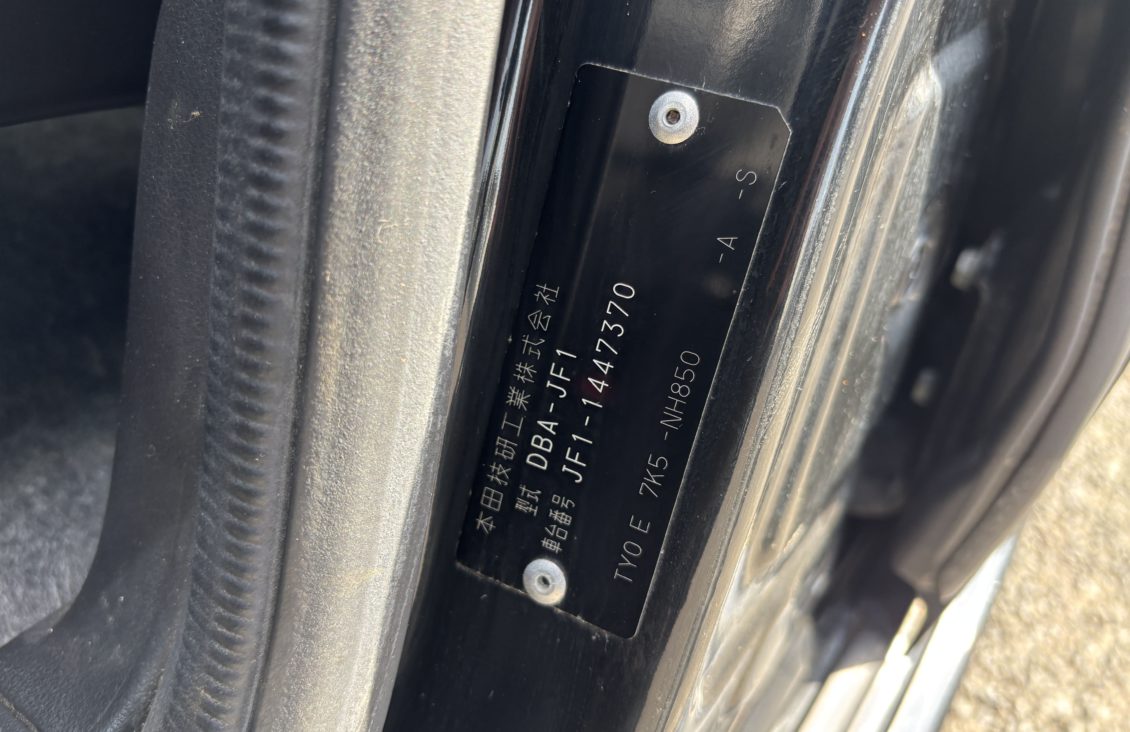 本田技研工業株式会社
型式 DBA-JF1
車台番号 JF1-1447370
TY0 E 7K5 -NH850 -A -S